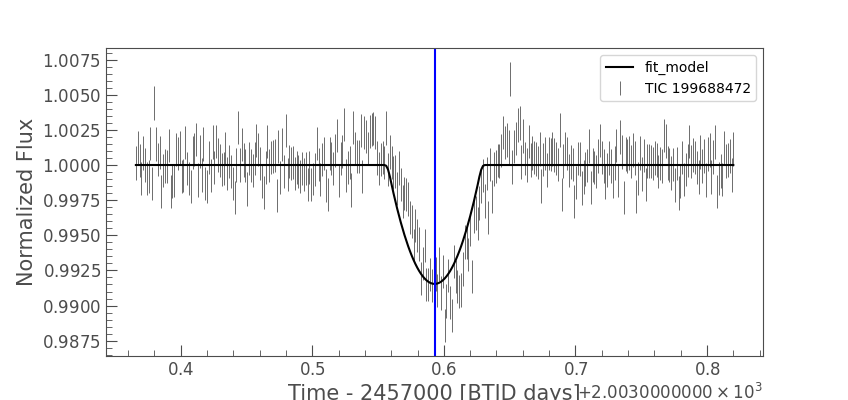 1.0075
1.0050
1.0025
1.0000
0.9975
0.9950
0.9925
0.9900
0.9875
Normalized Flux
fit_model
TIC 199688472
0.4 0.5 0.6 0.7 0.8
Time - 2457000 [BTJD days]
+2.0030000000 × 10³